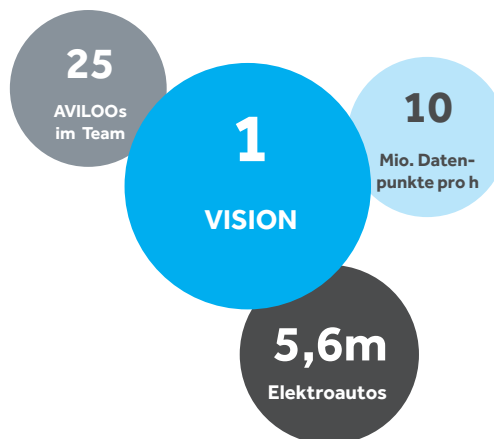 25
AVILOOs
im Team
1
VISION
10
Mio. Daten-
punkte pro h
5,6m
Elektroautos